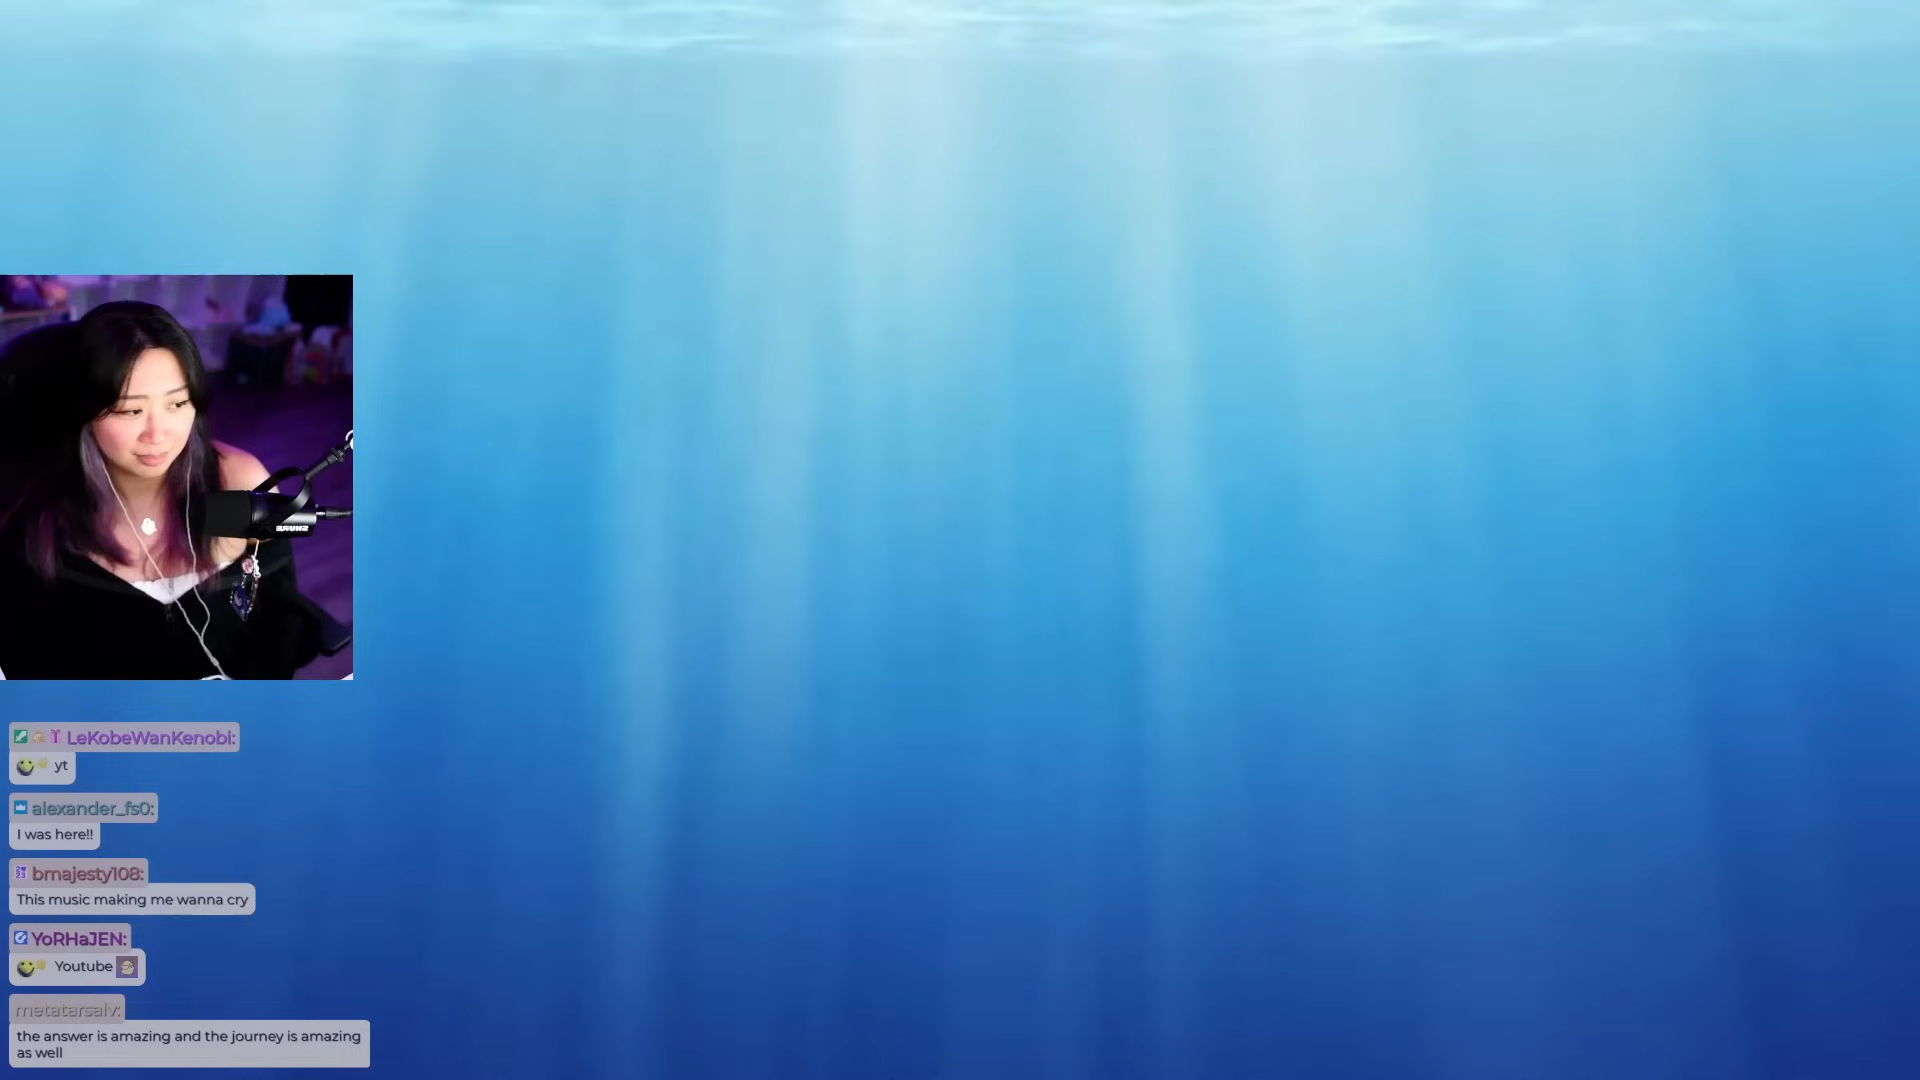 LeKobeWanKenobi:
yt
alexander_fs0:
I was here!!
bmajesty108:
This music making me wanna cry
YoRHaJEN:
Youtube
metatarsalv:
the answer is amazing and the journey is amazing
as well